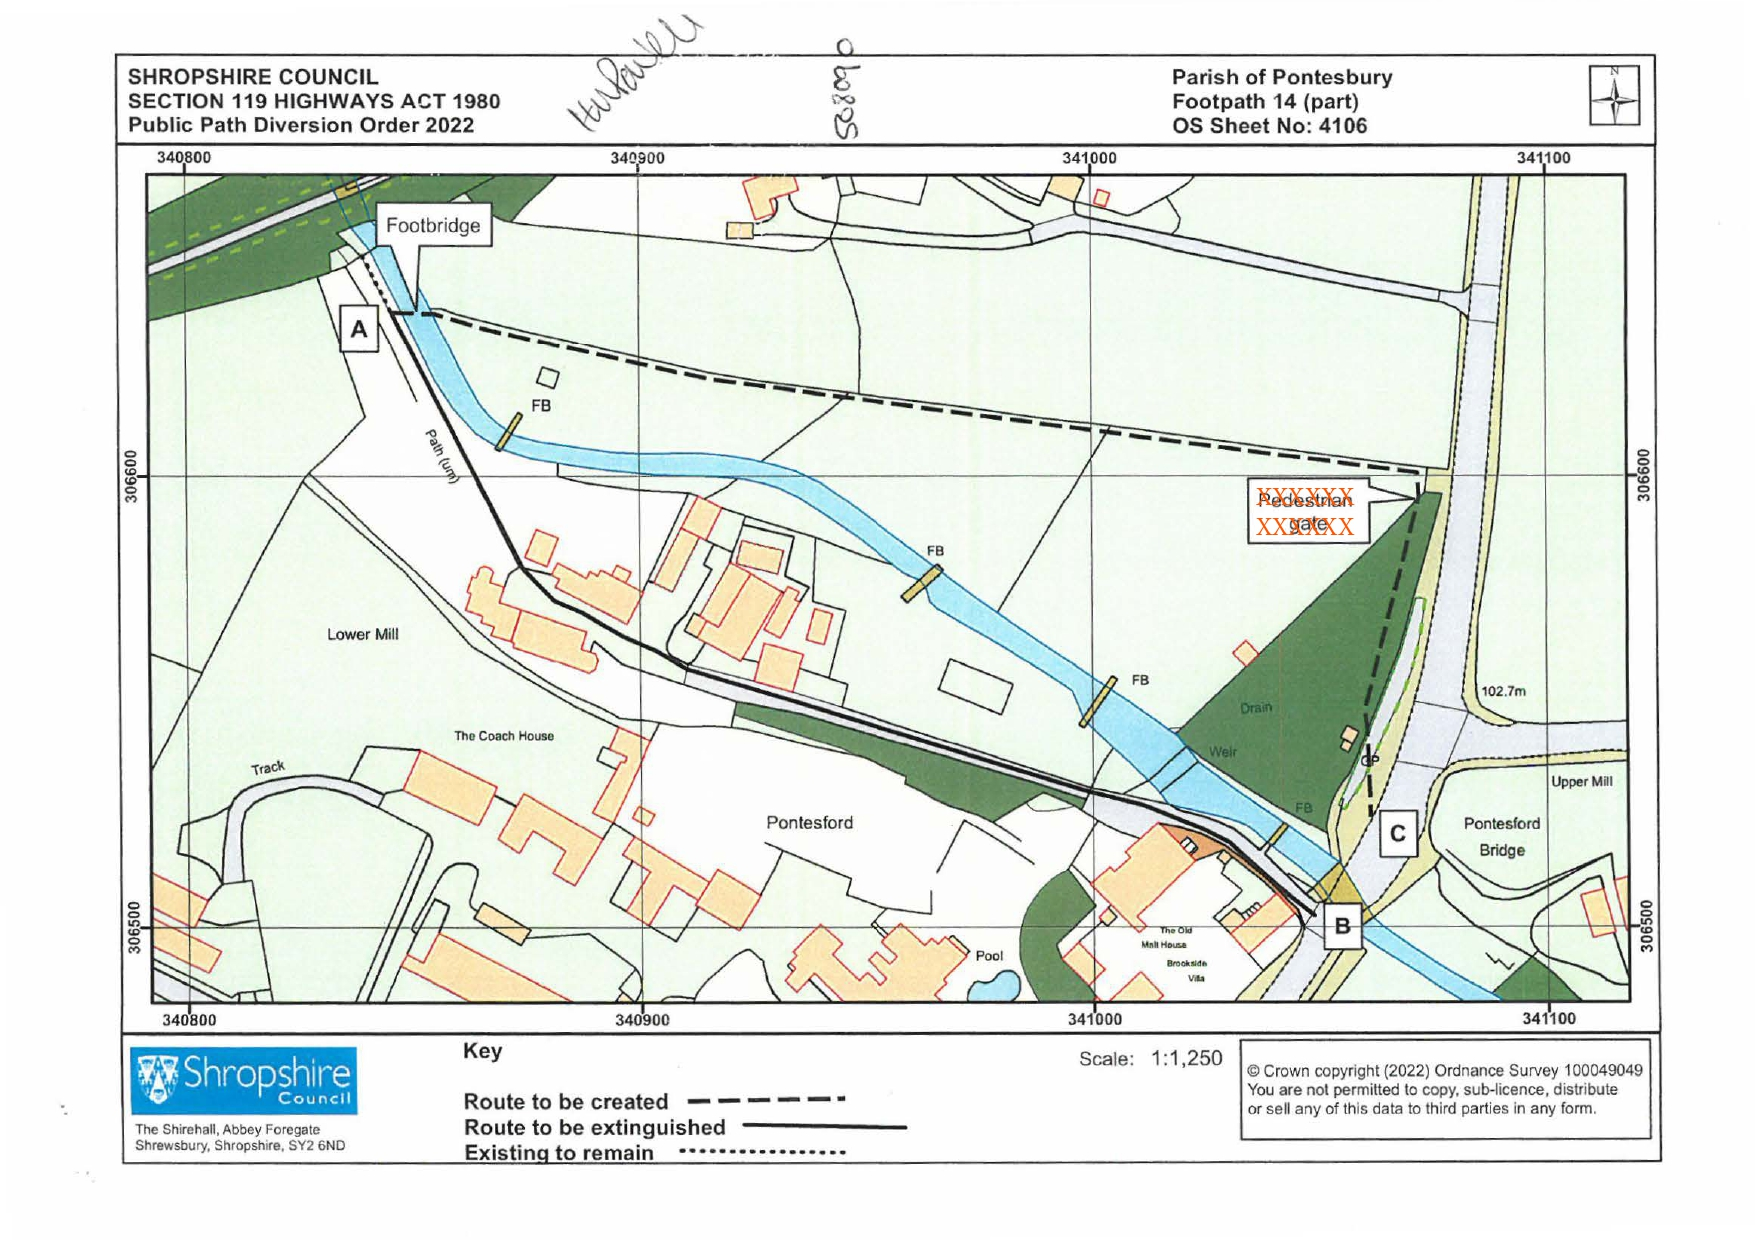 SHROPSHIRE COUNCIL
SECTION 119 HIGHWAYS ACT 1980
Public Path Diversion Order 2022
580890
Parish of Pontesbury
Footpath 14 (part)
OS Sheet No: 4106
N
340800
340900
341000
341100
Footbridge
A
FB
Path (um)
306600
306600
XXXXXX
XXXXXX
Pedestrian
gate
FB
Lower Mill
FB
Drain
102.7m
The Coach House
Weir
Track
GP
Upper Mill
FB
Pontesford
C
Pontesford
Bridge
306500
306500
B
The Old
Malt House
Brookside
Villa
Pool
340800
340900
341000
341100
Shropshire
Council
The Shirehall, Abbey Foregate
Shrewsbury, Shropshire, SY2 6ND
Key
Route to be created
Route to be extinguished
Existing to remain
Scale: 1:1,250
© Crown copyright (2022) Ordnance Survey 100049049
You are not permitted to copy, sub-licence, distribute
or sell any of this data to third parties in any form.